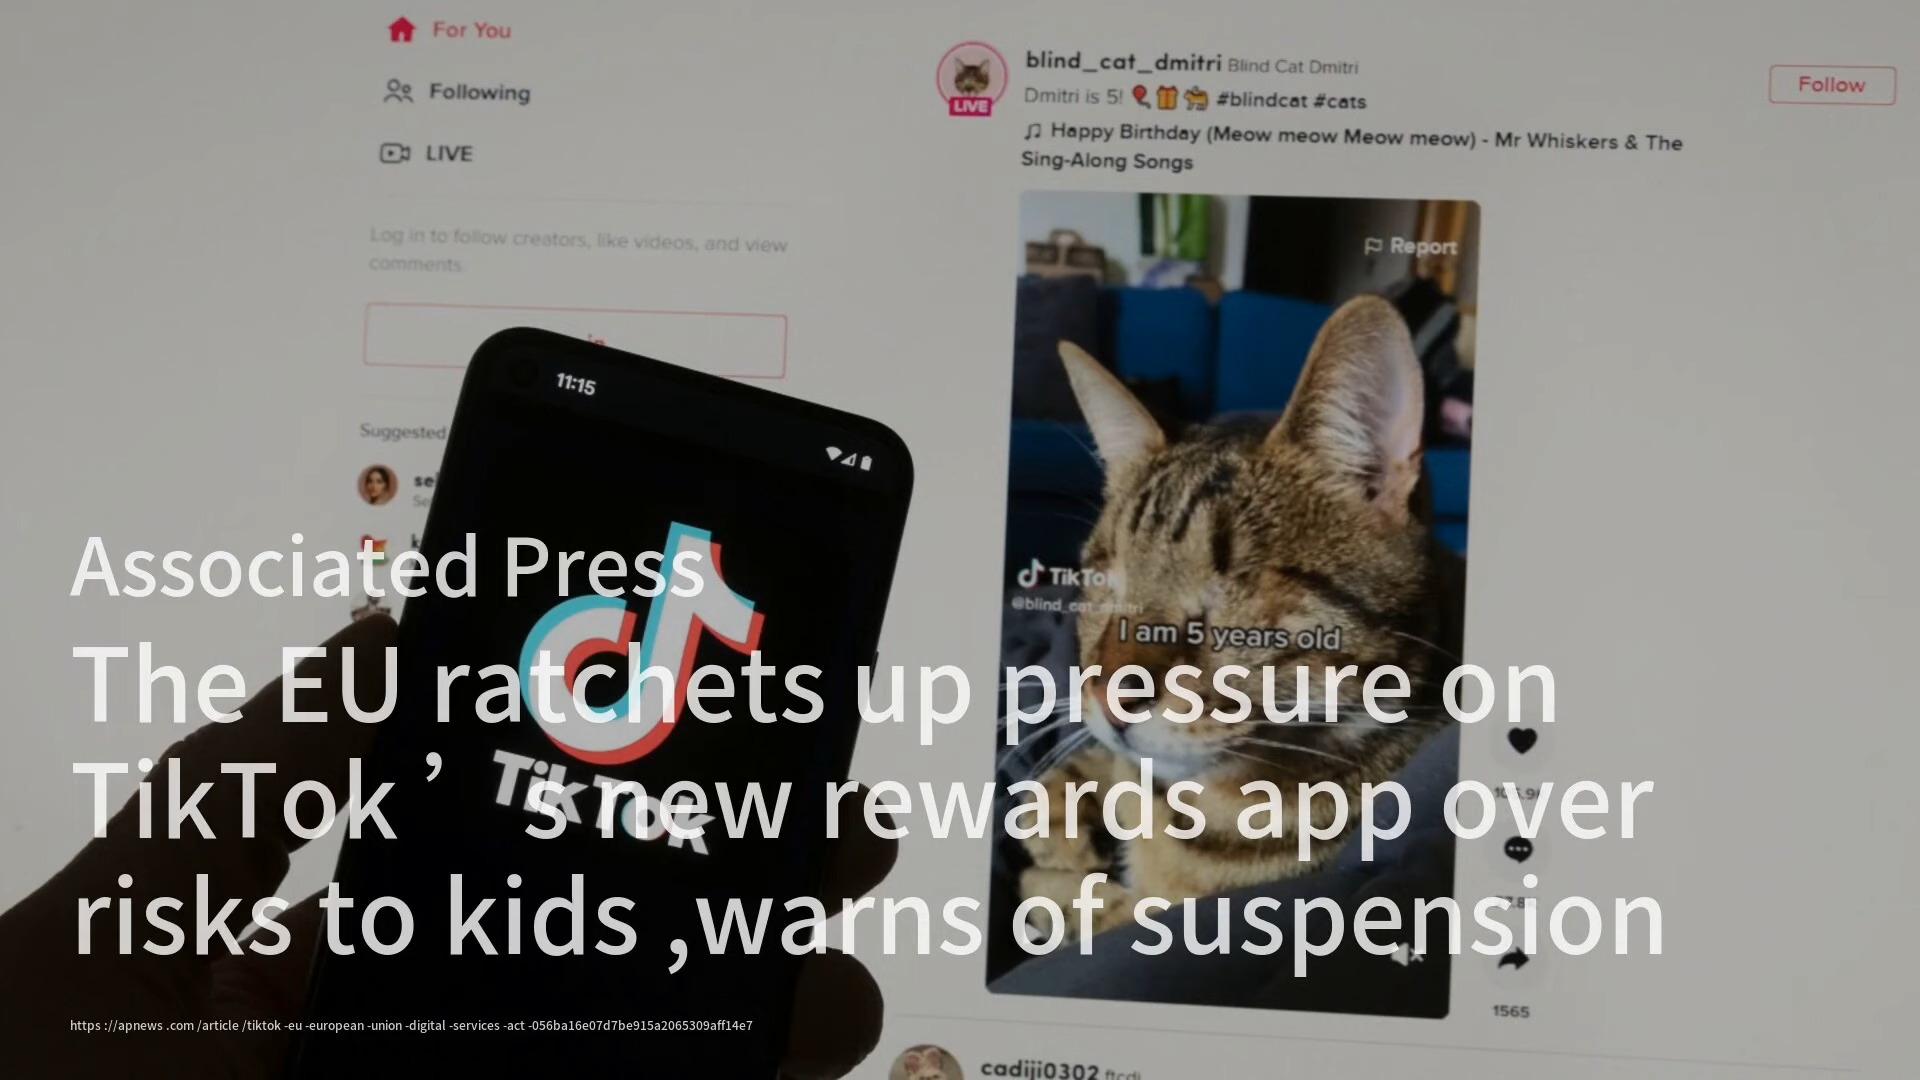 For You
Following
LIVE
Log in to follow creators, like videos, and view
comments.
Suggested
blind_cat_dmitri Blind Cat Dmitri
Dmitri is 5! #blindcat #cats
Happy Birthday (Meow meow Meow meow) - Mr Whiskers & The
Sing-Along Songs
LIVE
Follow
Report
11:15
TikTok
I am 5 years old
TikTok
1565
cadiji0302
Associated Press
The EU ratchets up pressure on
TikTok ’ s new rewards app over
risks to kids ,warns of suspension
https ://apnews .com /article /tiktok -eu -european -union -digital -services -act -056ba16e07d7be915a2065309aff14e7